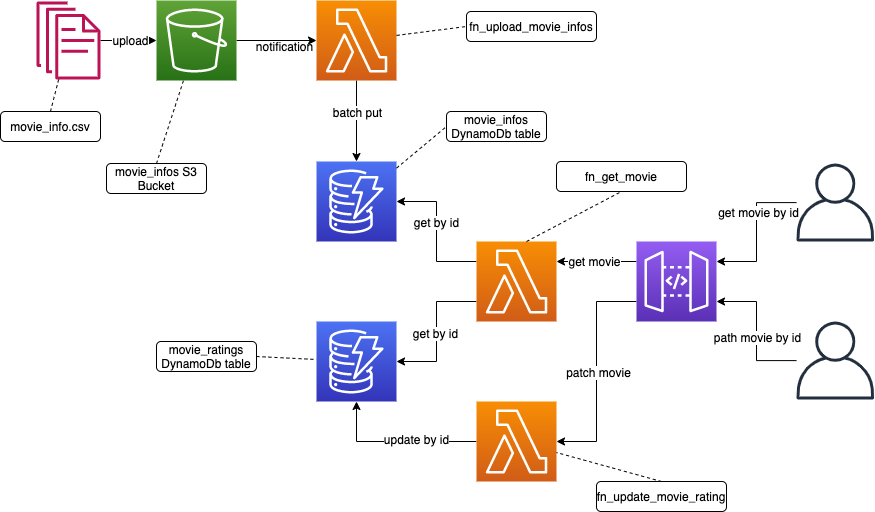 fn_upload_movie_infos
upload
notification
movie_info.csv
batch put
movie_infos
DynamoDb table
movie_infos S3
Bucket
fn_get_movie
get by id
get movie by id
get movie
</>
get by id
path movie by id
movie_ratings
DynamoDb table
patch movie
update by id
fn_update_movie_rating